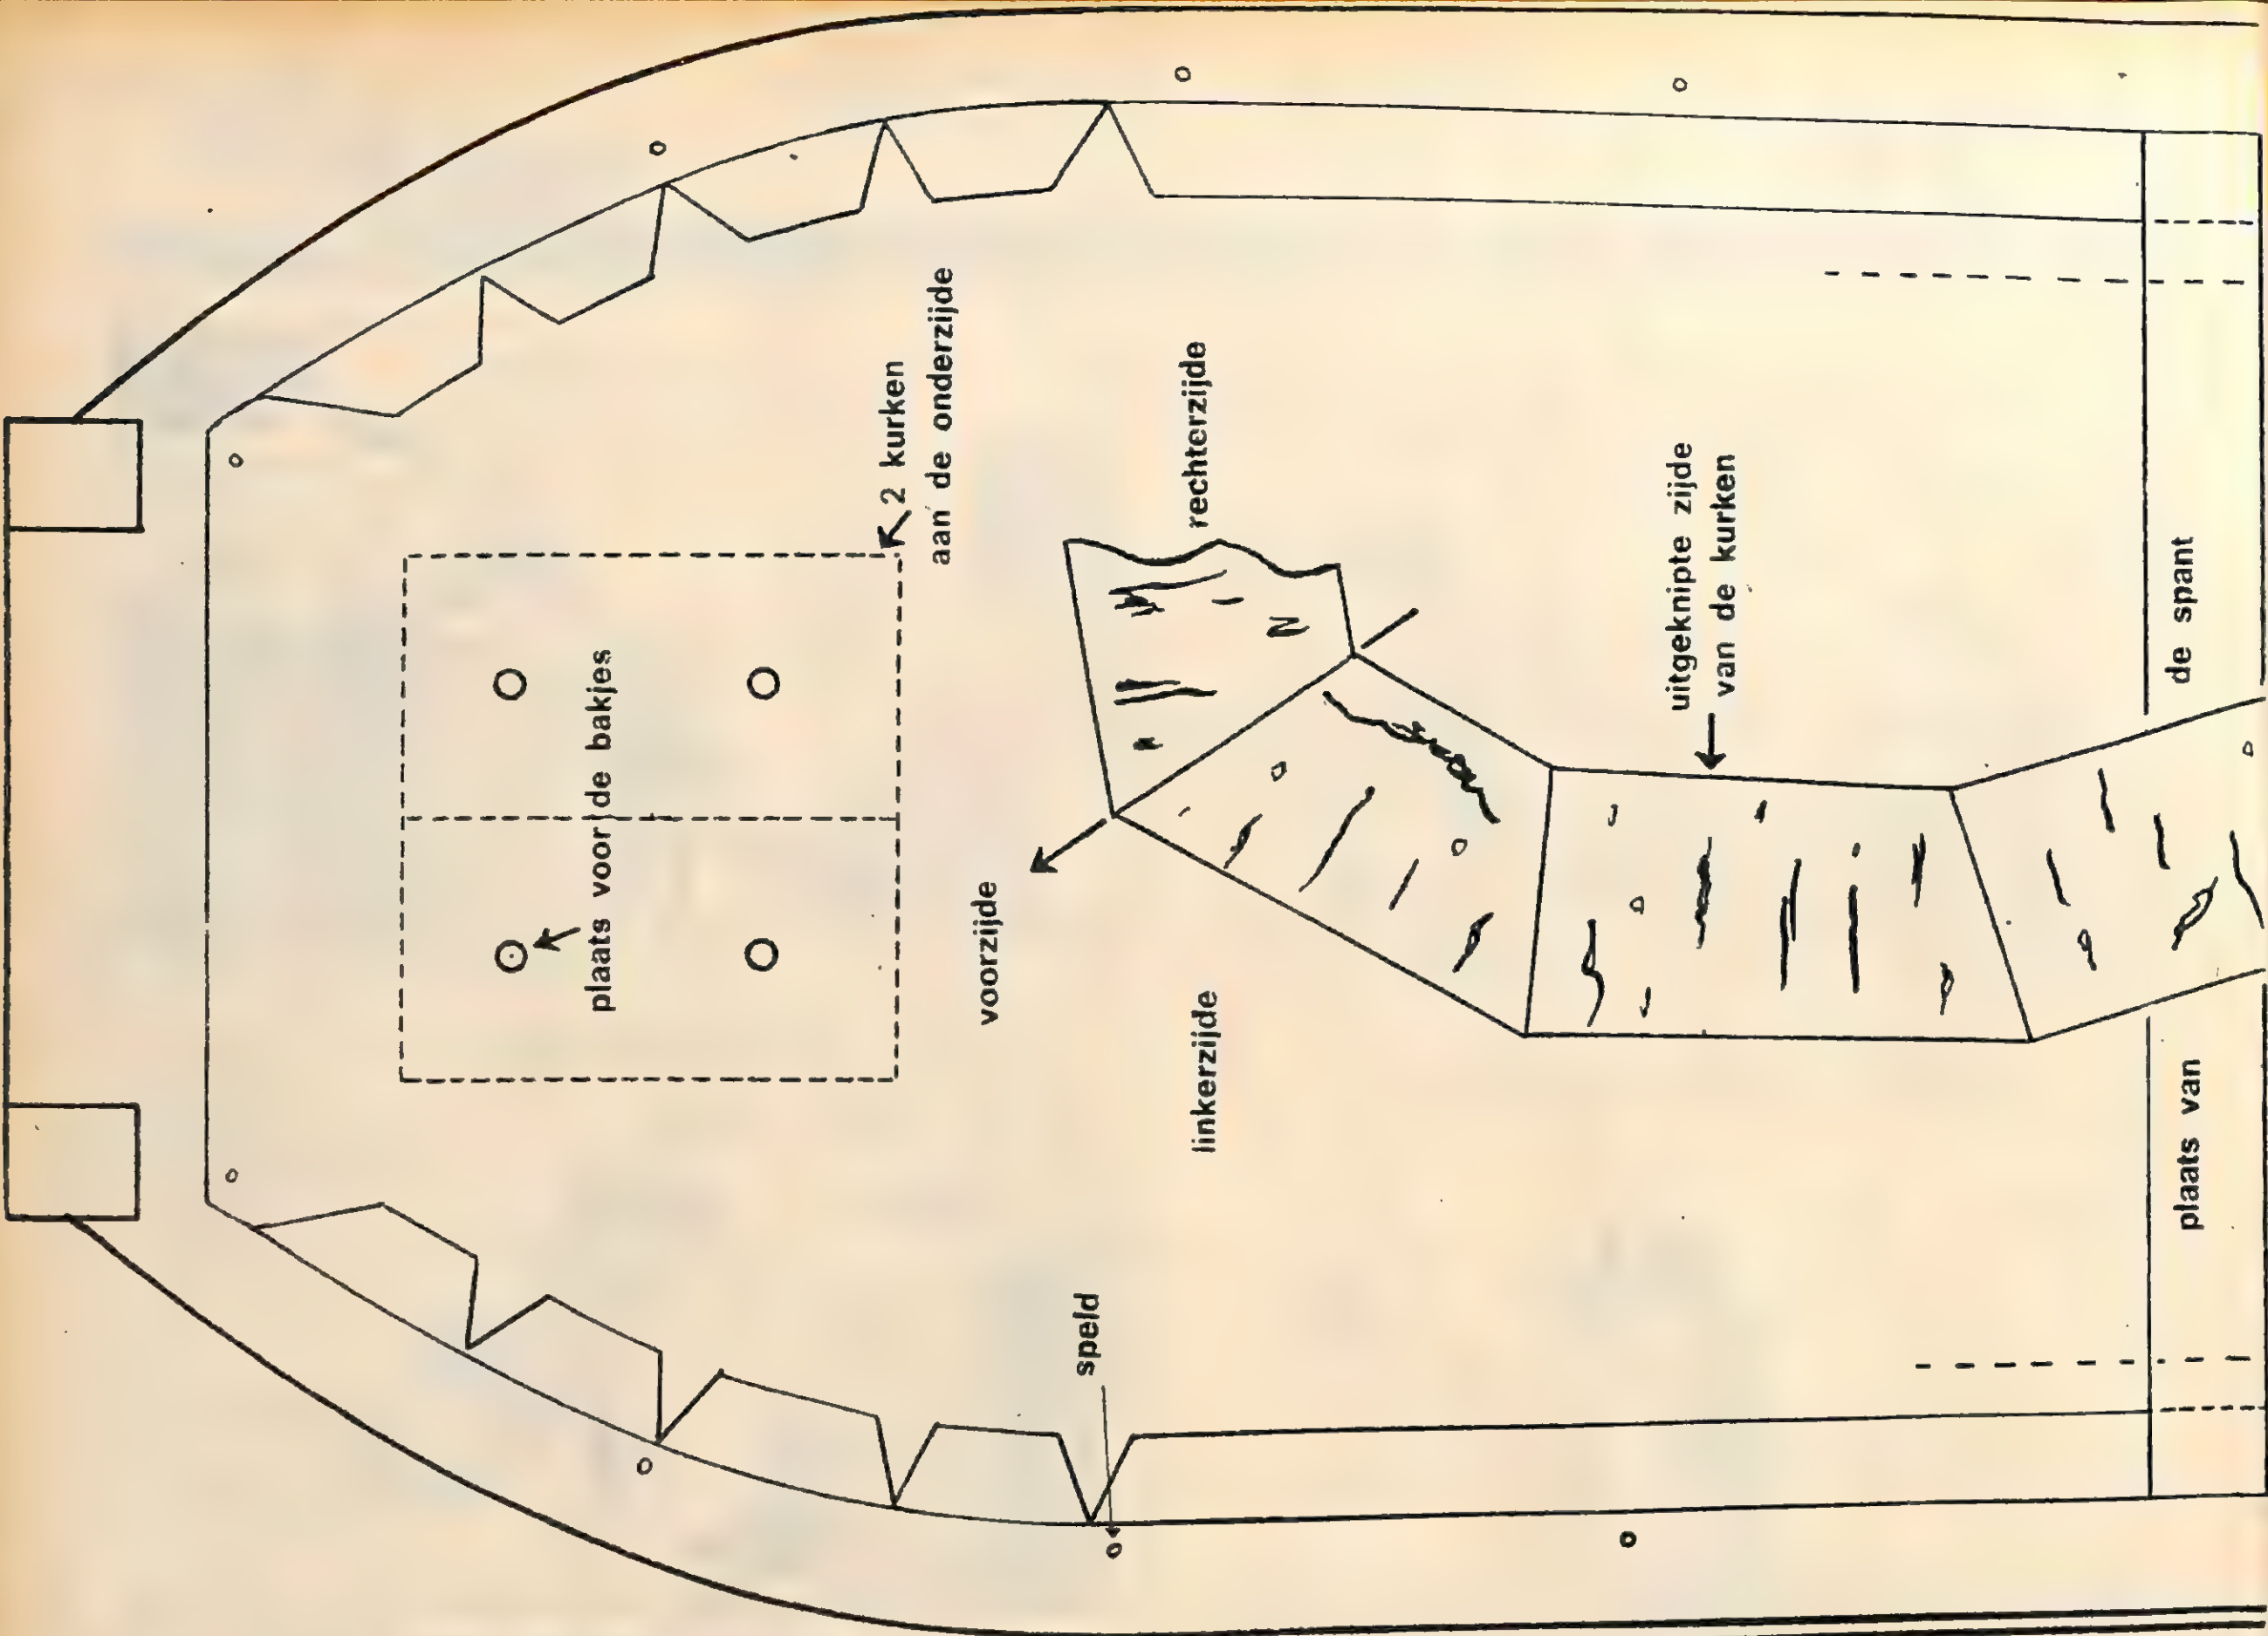 plaats voor de bakjes
2 kurken
aan de onderzijde
voorzijde
linkerzijde
rechterzijde
speld
uitgeknipte zijde
van de kurken
plaats van de spant